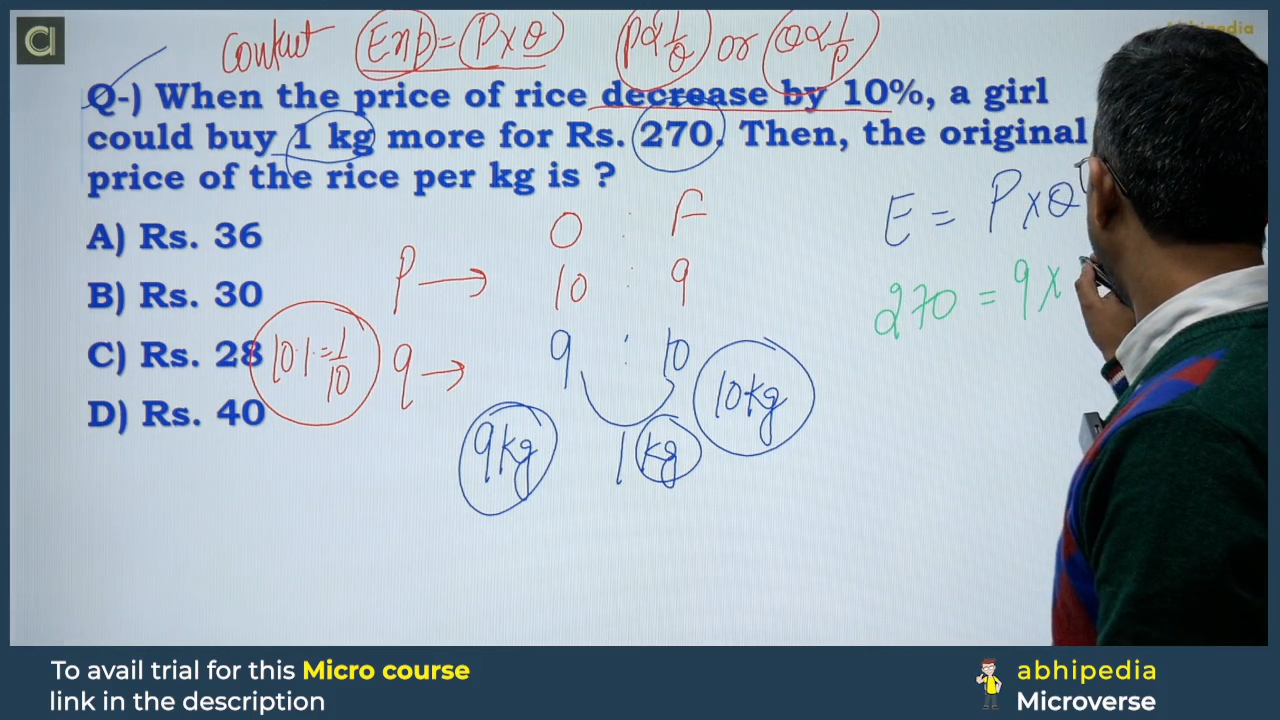 Exp = (P x Q) P α 1/Q or Q α 1/P
Abhipedia
Q-) When the price of rice decrease by 10%, a girl
could buy 1 kg more for Rs. 270. Then, the original
price of the rice per kg is ?
A) Rs. 36
B) Rs. 30
C) Rs. 28
D) Rs. 40
O : F
P → 10 : 9
10% = 1/10
q → 9 : 10
9kg 1 kg 10kg
E = P x Q
270 = 9 x
To avail trial for this Micro course
link in the description
abhipedia
Microverse